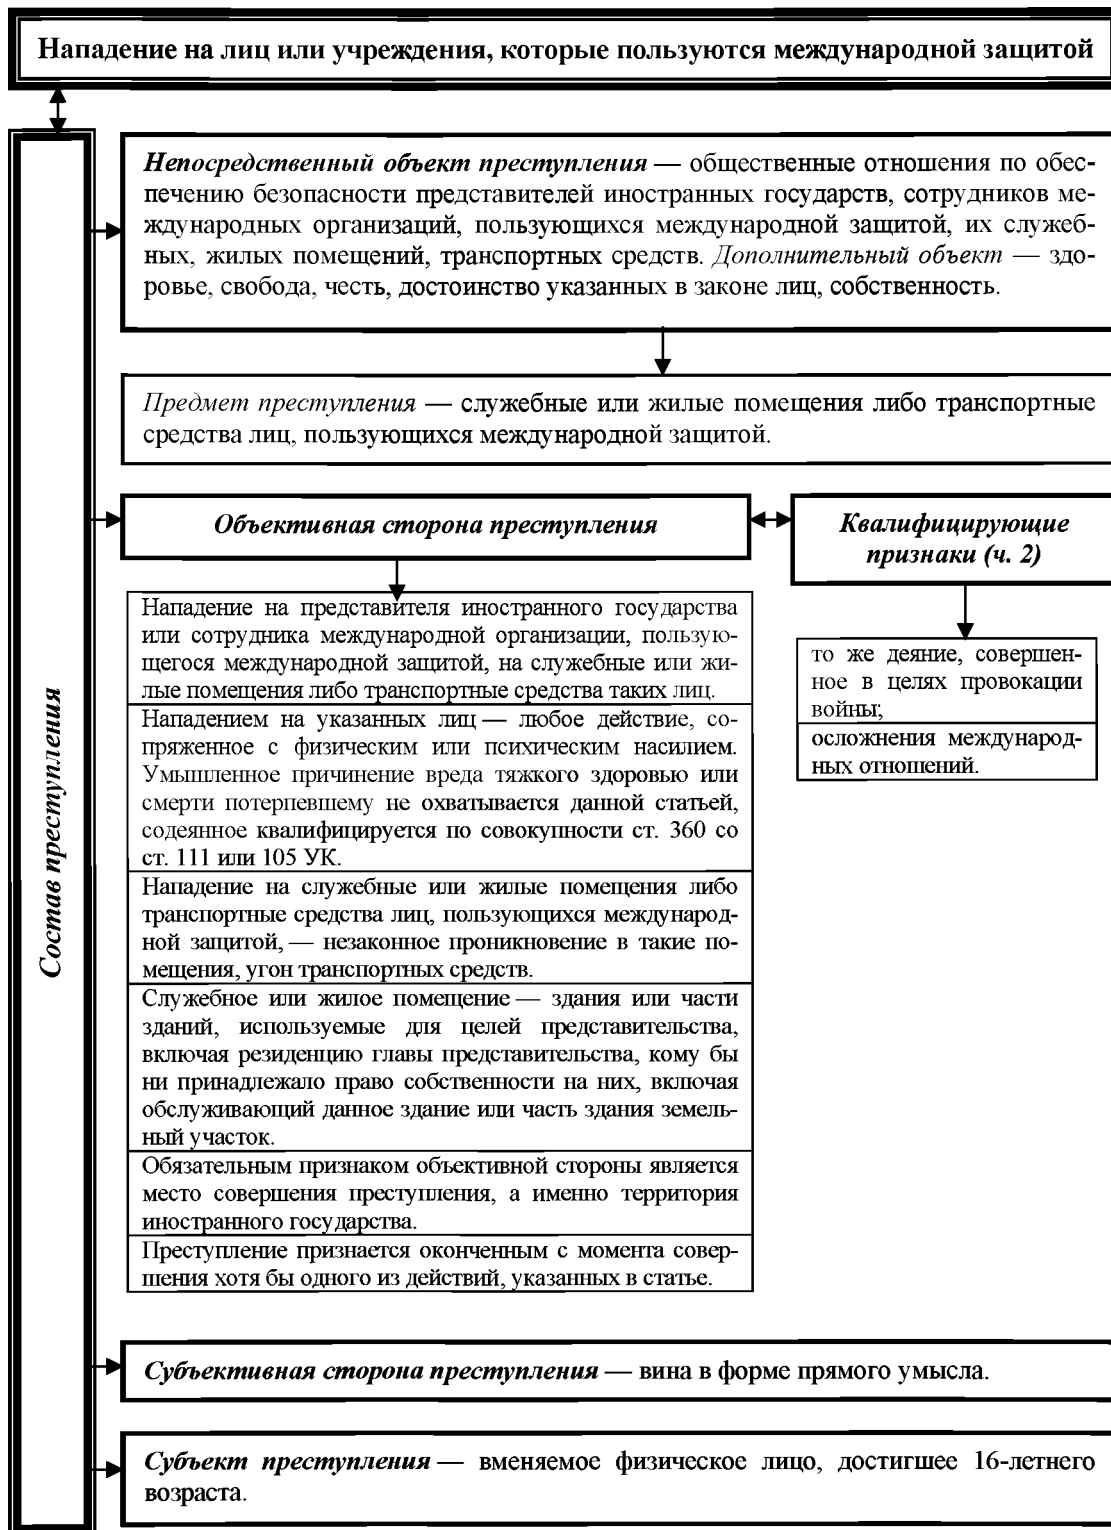 Нападение на лиц или учреждения, которые пользуются международной защитой
Состав преступления
Непосредственный объект преступления — общественные отношения по обес-
печению безопасности представителей иностранных государств, сотрудников ме-
ждународных организаций, пользующихся международной защитой, их служеб-
ных, жилых помещений, транспортных средств. Дополнительный объект — здо-
ровье, свобода, честь, достоинство указанных в законе лиц, собственность.
Предмет преступления — служебные или жилые помещения либо транспортные
средства лиц, пользующихся международной защитой.
Объективная сторона преступления
Нападение на представителя иностранного государства
или сотрудника международной организации, пользую-
щегося международной защитой, на служебные или жи-
лые помещения либо транспортные средства таких лиц.
Нападением на указанных лиц — любое действие, со-
пряженное с физическим или психическим насилием.
Умышленное причинение вреда тяжкого здоровью или
смерти потерпевшему не охватывается данной статьей,
содеянное квалифицируется по совокупности ст. 360 со
ст. 111 или 105 УК.
Нападение на служебные или жилые помещения либо
транспортные средства лиц, пользующихся международ-
ной защитой, — незаконное проникновение в такие по-
мещения, угон транспортных средств.
Служебное или жилое помещение — здания или части
зданий, используемые для целей представительства,
включая резиденцию главы представительства, кому бы
ни принадлежало право собственности на них, включая
обслуживающий данное здание или часть здания земель-
ный участок.
Обязательным признаком объективной стороны является
место совершения преступления, а именно территория
иностранного государства.
Преступление признается оконченным с момента совер-
шения хотя бы одного из действий, указанных в статье.
Квалифицирующие
признаки (ч. 2)
то же деяние, совершен-
ное в целях провокации
войны;
осложнения международ-
ных отношений.
Субъективная сторона преступления — вина в форме прямого умысла.
Субъект преступления — вменяемое физическое лицо, достигшее 16-летнего
возраста.